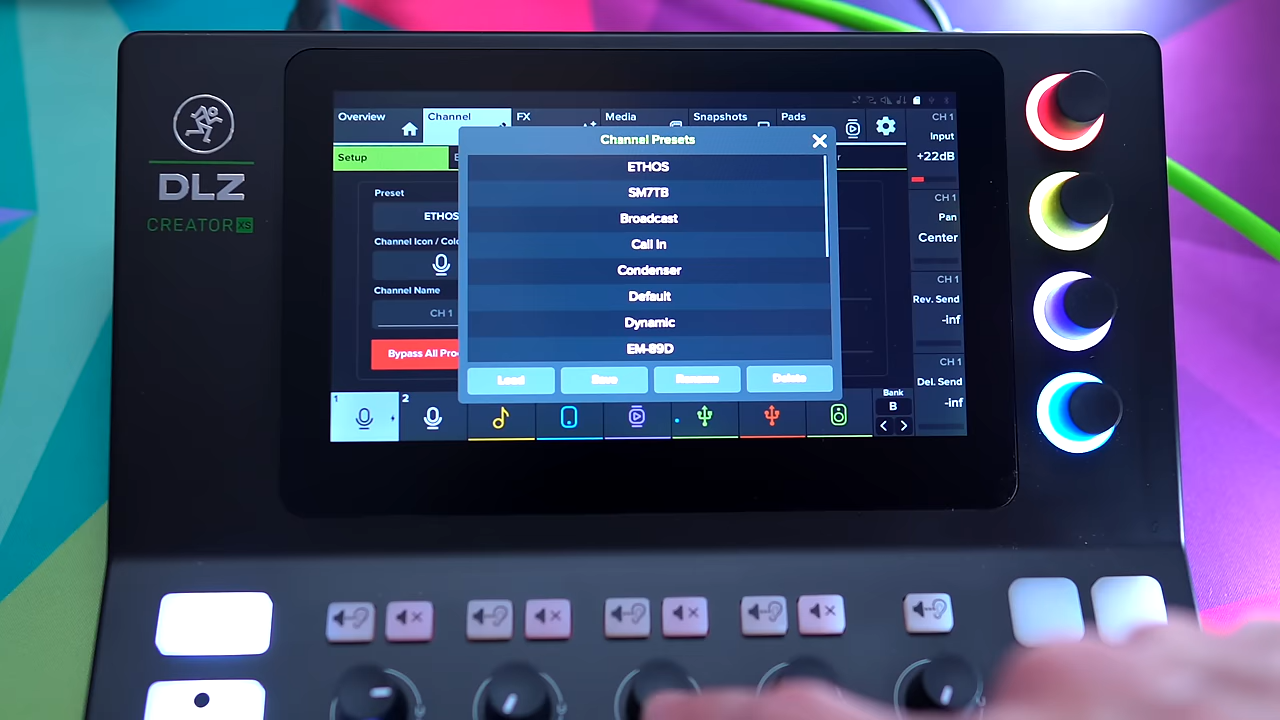 DLZ
CREATOR XS
Overview
Channel
FX
Media
Snapshots
Pads
Setup
Preset
ETHOS
Channel Icon / Colo
Channel Name
CH 1
Bypass All Pro
Channel Presets
ETHOS
SM7TB
Broadcast
Call In
Condenser
Default
Dynamic
EM-89D
Load
Save
Rename
Delete
CH 1
Input
+22dB
CH 1
Pan
Center
CH 1
Rev. Send
-inf
CH 1
Del. Send
-inf
1
2
Bank
B